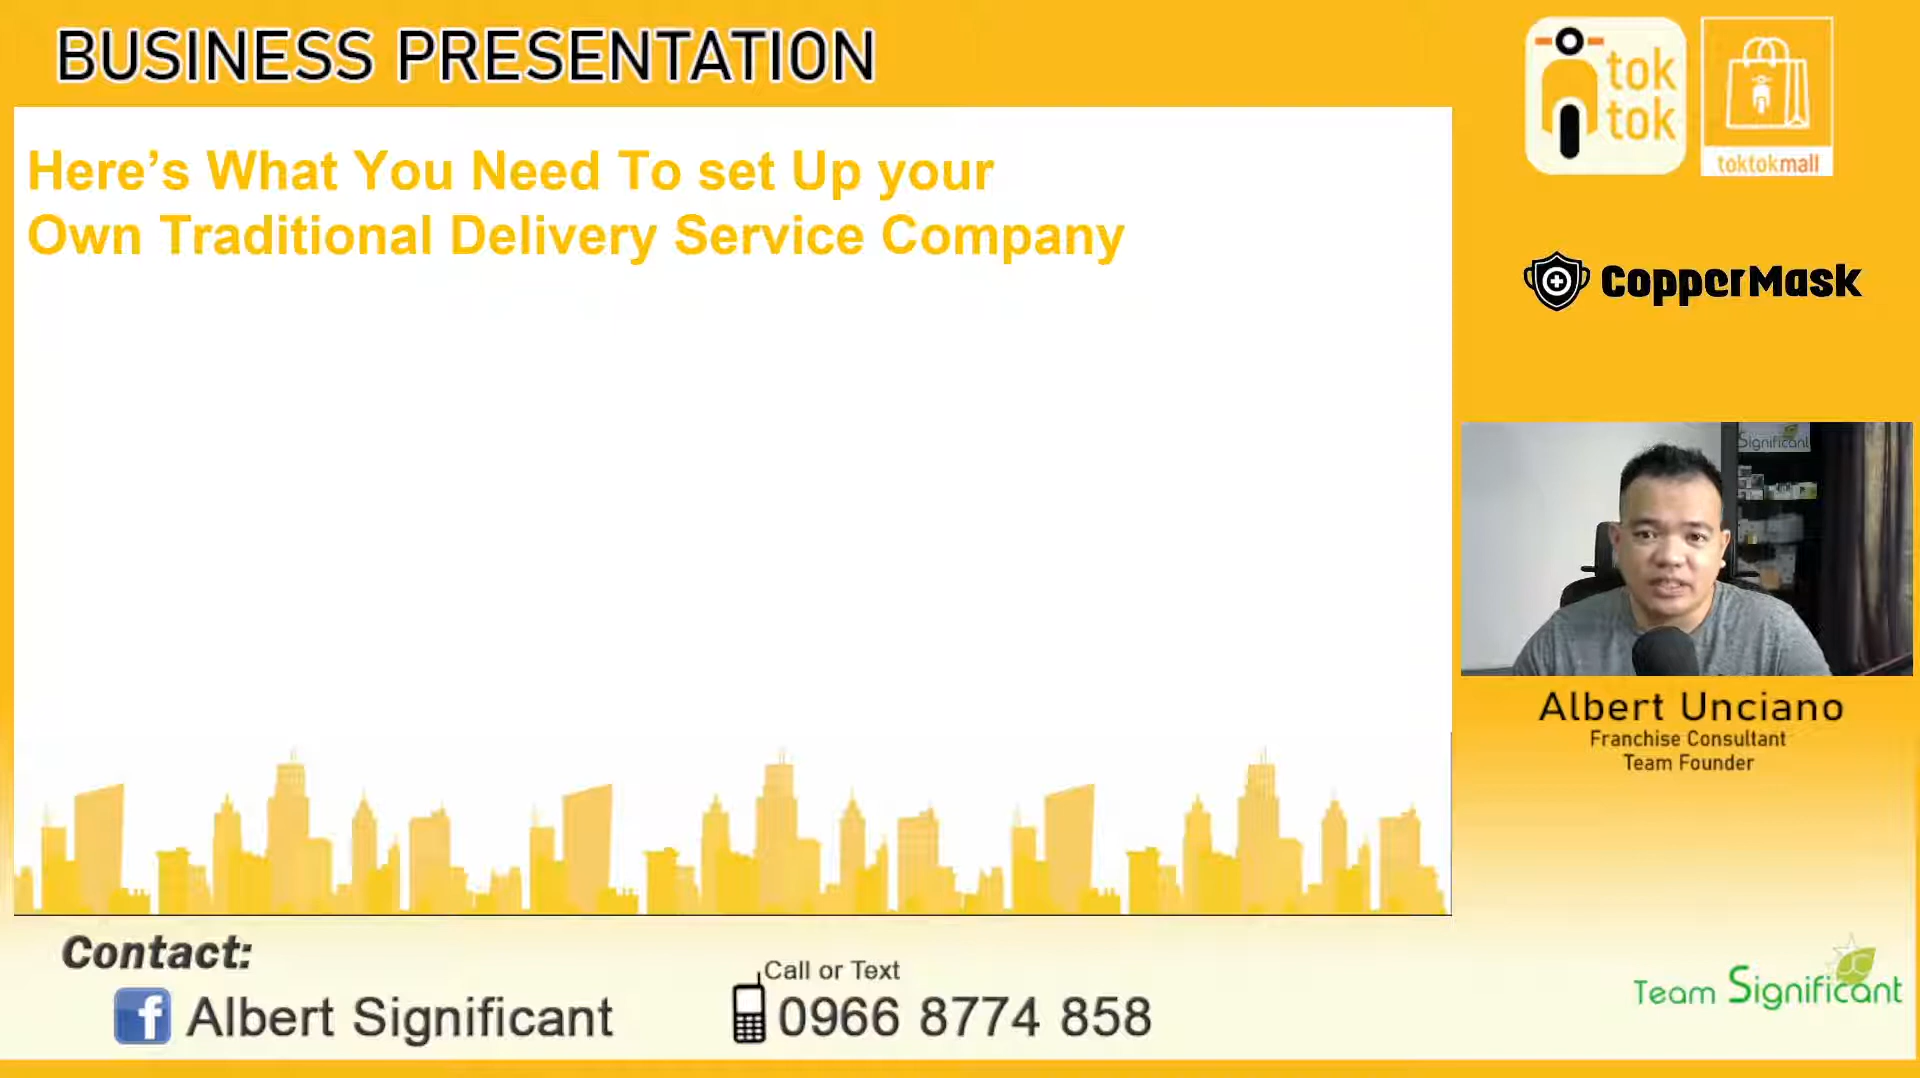 BUSINESS PRESENTATION
Here's What You Need To set Up your
Own Traditional Delivery Service Company
tok
tok
toktokmall
CopperMask
Significant
Albert Unciano
Franchise Consultant
Team Founder
Contact:
Albert Significant
Call or Text
0966 8774 858
Team Significant